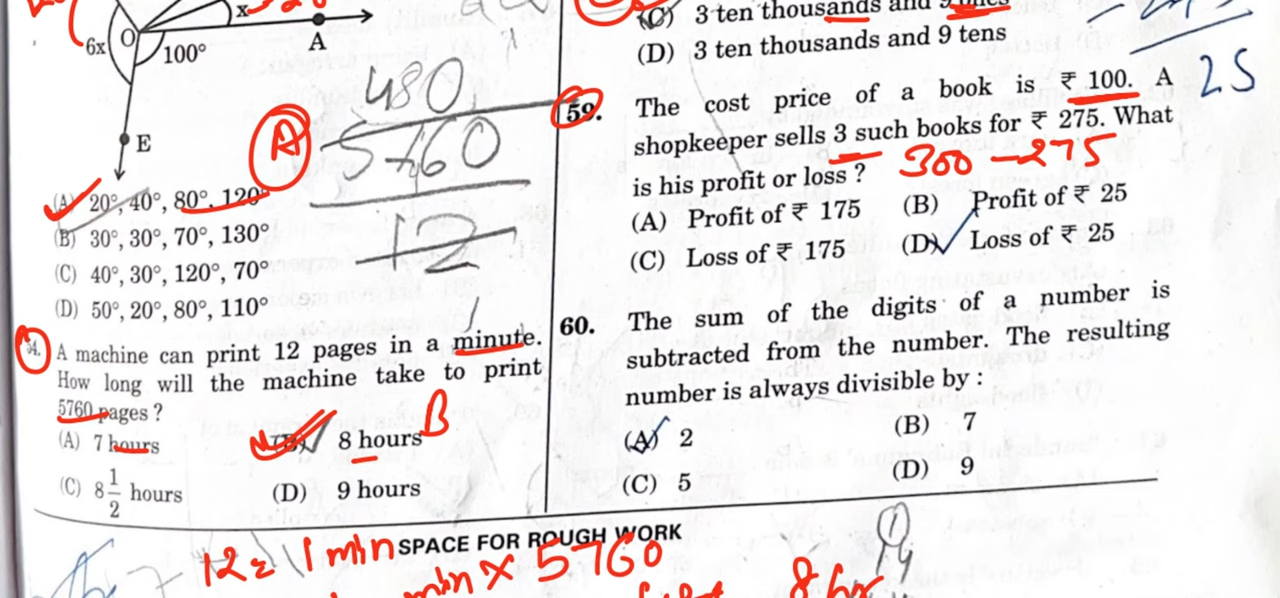 x
6x
O
100°
A
E
480
5760
12
A
(A) 20°, 40°, 80°, 120°
(B) 30°, 30°, 70°, 130°
(C) 40°, 30°, 120°, 70°
(D) 50°, 20°, 80°, 110°
A machine can print 12 pages in a minute.
How long will the machine take to print
5760 pages ?
(A) 7 hours
8 hours B
(C) 8 1/2 hours
(D) 9 hours
(C) 3 ten thousands and 9
(D) 3 ten thousands and 9 tens
25
59. The cost price of a book is ₹ 100. A
shopkeeper sells 3 such books for ₹ 275. What
300 - 275
is his profit or loss ?
(A) Profit of ₹ 175 (B) Profit of ₹ 25
(C) Loss of ₹ 175 (D) Loss of ₹ 25
60. The sum of the digits of a number is
subtracted from the number. The resulting
number is always divisible by :
(A) 2 (B) 7
(C) 5 (D) 9
SPACE FOR ROUGH WORK
12 = 1 min
min × 5760
8 hr